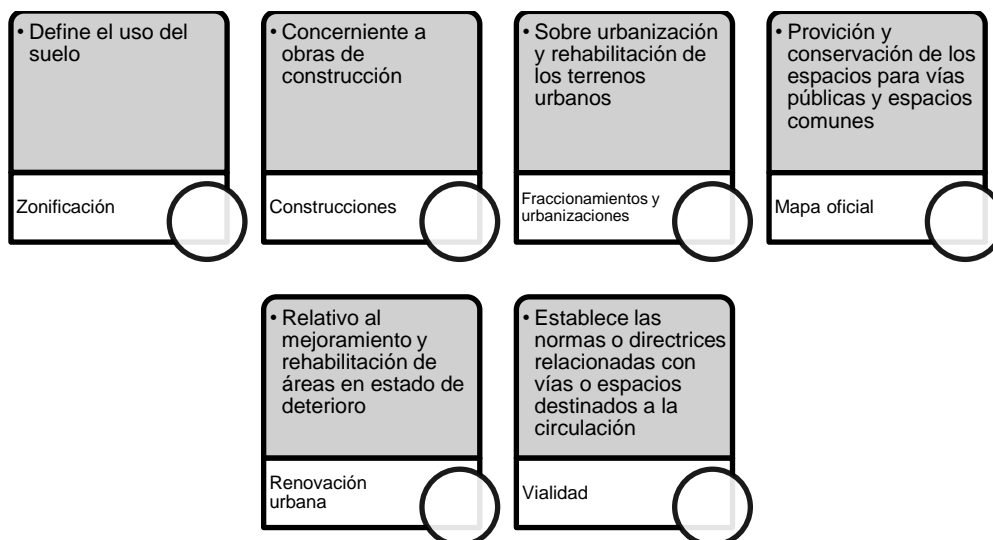 • Define el uso del
suelo
Zonificación
• Concerniente a
obras de
construcción
Construcciones
• Sobre urbanización
y rehabilitación de
los terrenos
urbanos
Fraccionamientos y
urbanizaciones
• Provición y
conservación de los
espacios para vías
públicas y espacios
comunes
Mapa oficial
• Relativo al
mejoramiento y
rehabilitación de
áreas en estado de
deterioro
Renovación
urbana
• Establece las
normas o directrices
relacionadas con
vías o espacios
destinados a la
circulación
Vialidad